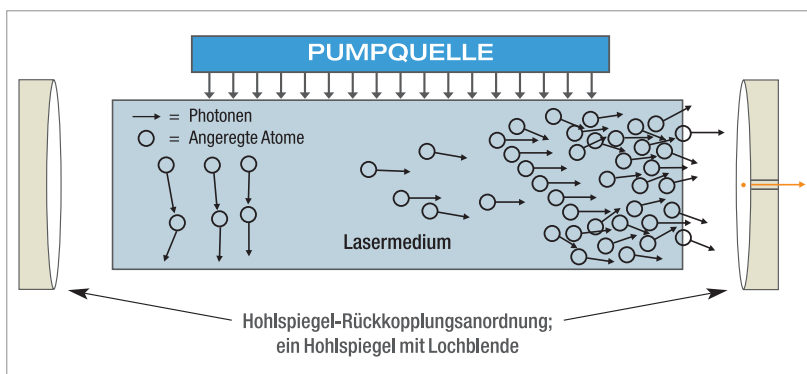 PUMPQUELLE
= Photonen
= Angeregte Atome
Lasermedium
Hohlspiegel-Rückkopplungsanordnung;
ein Hohlspiegel mit Lochblende